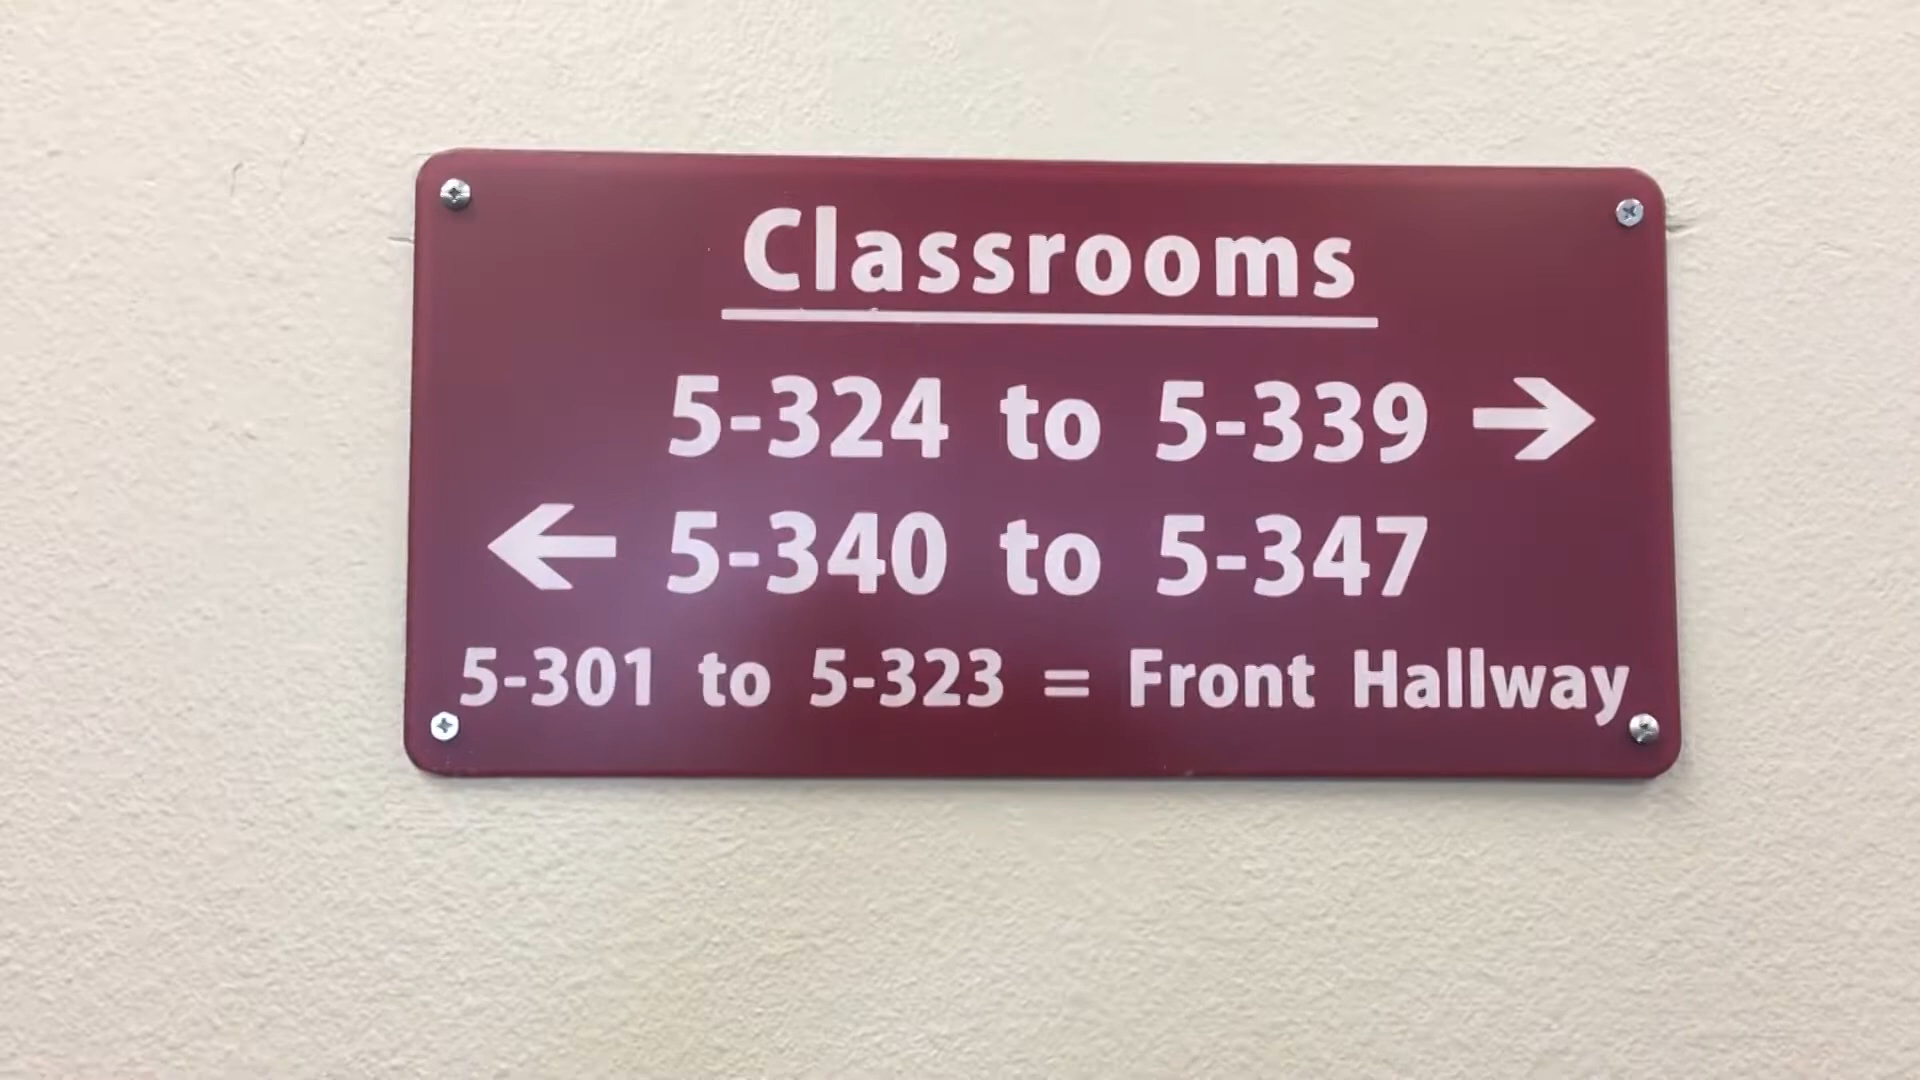 Classrooms
5-324 to 5-339 →
← 5-340 to 5-347
5-301 to 5-323 = Front Hallway